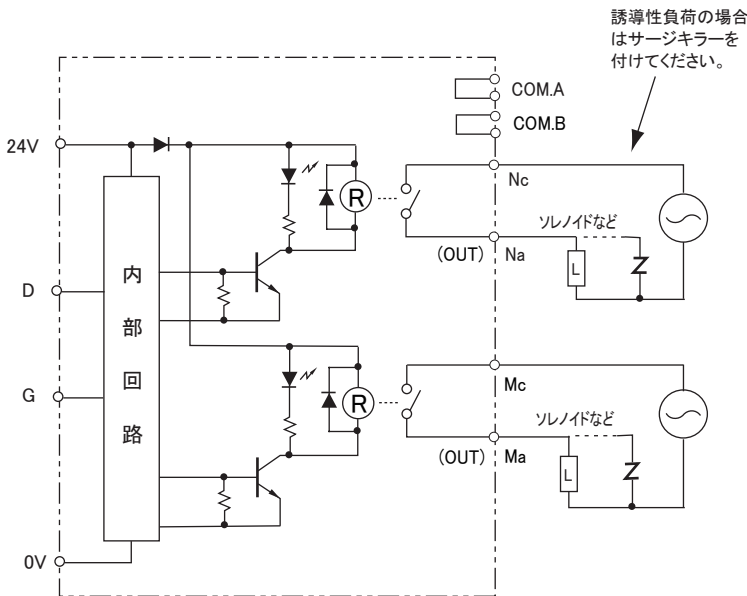 誘導性負荷の場合
はサージキラーを
付けてください。
COM.A
COM.B
24V
R
Nc
ソレノイドなど
(OUT)
Na
L
D
内
部
回
路
G
R
Mc
ソレノイドなど
(OUT)
Ma
L
0V